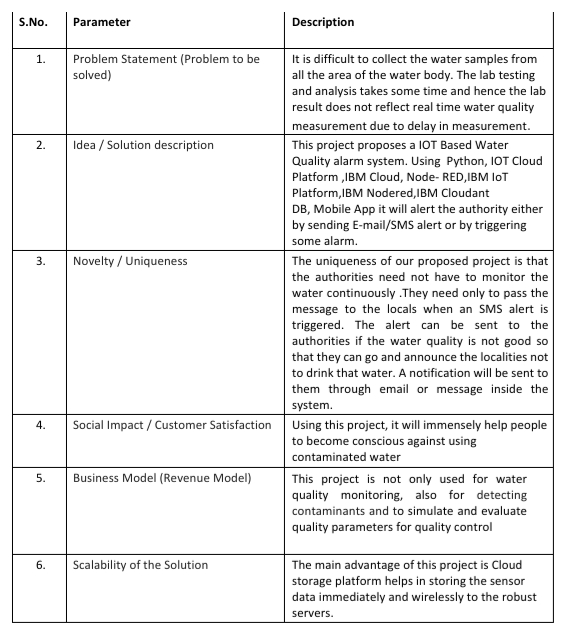 S.No. Parameter Description
1. Problem Statement (Problem to be
solved)
It is difficult to collect the water samples from
all the area of the water body. The lab testing
and analysis takes some time and hence the lab
result does not reflect real time water quality
measurement due to delay in measurement.
2. Idea / Solution description
This project proposes a IOT Based Water
Quality alarm system. Using  Python, IOT Cloud
Platform ,IBM Cloud, Node- RED,IBM IoT
Platform,IBM Nodered,IBM Cloudant
DB, Mobile App it will alert the authority either
by sending E-mail/SMS alert or by triggering
some alarm.
3. Novelty / Uniqueness
The uniqueness of our proposed project is that
the authorities need not have to monitor the
water continuously .They need only to pass the
message to the locals when an SMS alert is
triggered. The alert can be sent to the
authorities if the water quality is not good so
that they can go and announce the localities not
to drink that water. A notification will be sent to
them through email or message inside the
system.
4. Social Impact / Customer Satisfaction
Using this project, it will immensely help people
to become conscious against using
contaminated water
5. Business Model (Revenue Model)
This project is not only used for water
quality monitoring, also for detecting
contaminants and to simulate and evaluate
quality parameters for quality control
6. Scalability of the Solution
The main advantage of this project is Cloud
storage platform helps in storing the sensor
data immediately and wirelessly to the robust
servers.